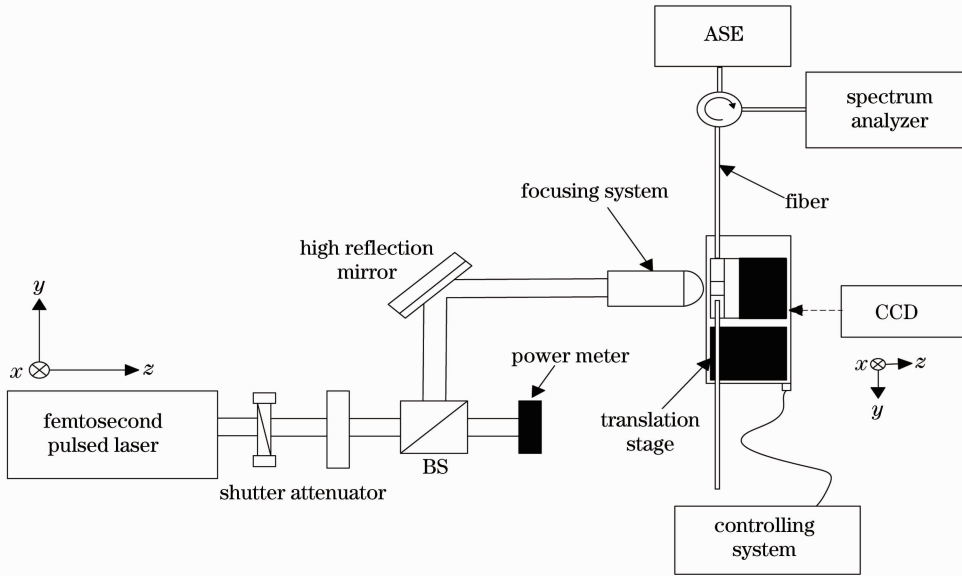 ASE
spectrum
analyzer
focusing system
fiber
high reflection
mirror
y
CCD
x
z
power meter
x
z
y
femtosecond
pulsed laser
translation
stage
BS
shutter attenuator
controlling
system